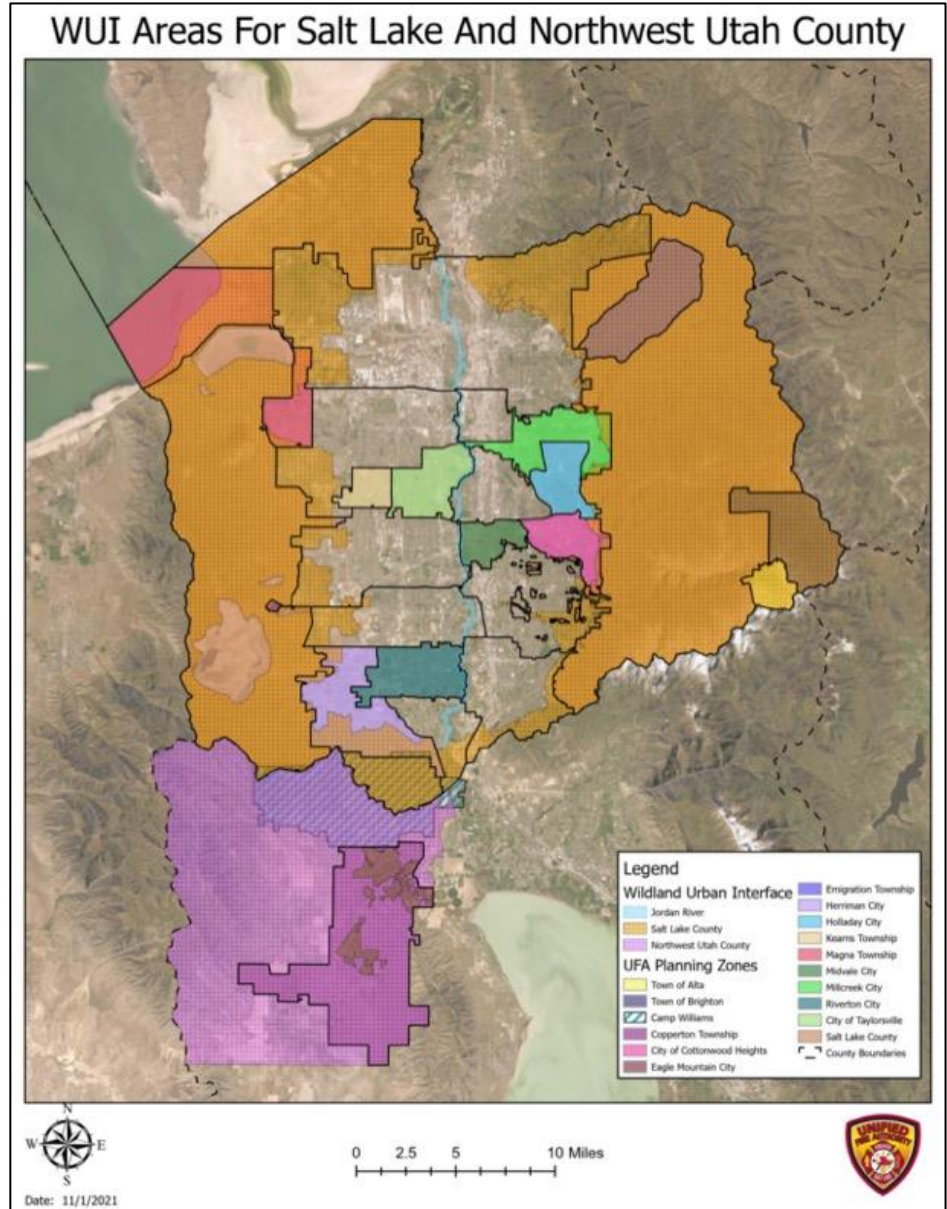 WUI Areas For Salt Lake And Northwest Utah County
Legend
Wildland Urban Interface
Jordan River
Salt Lake County
Northwest Utah County
UFA Planning Zones
Town of Alta
Town of Brighton
Camp Williams
Copperton Township
City of Cottonwood Heights
Eagle Mountain City
Emigration Township
Herriman City
Holladay City
Kearns Township
Magna Township
Midvale City
Millcreek City
Riverton City
City of Taylorsville
Salt Lake County
County Boundaries
N
W E
S
0 2.5 5 10 Miles
UNIFIED
FIRE AUTHORITY
Date: 11/1/2021